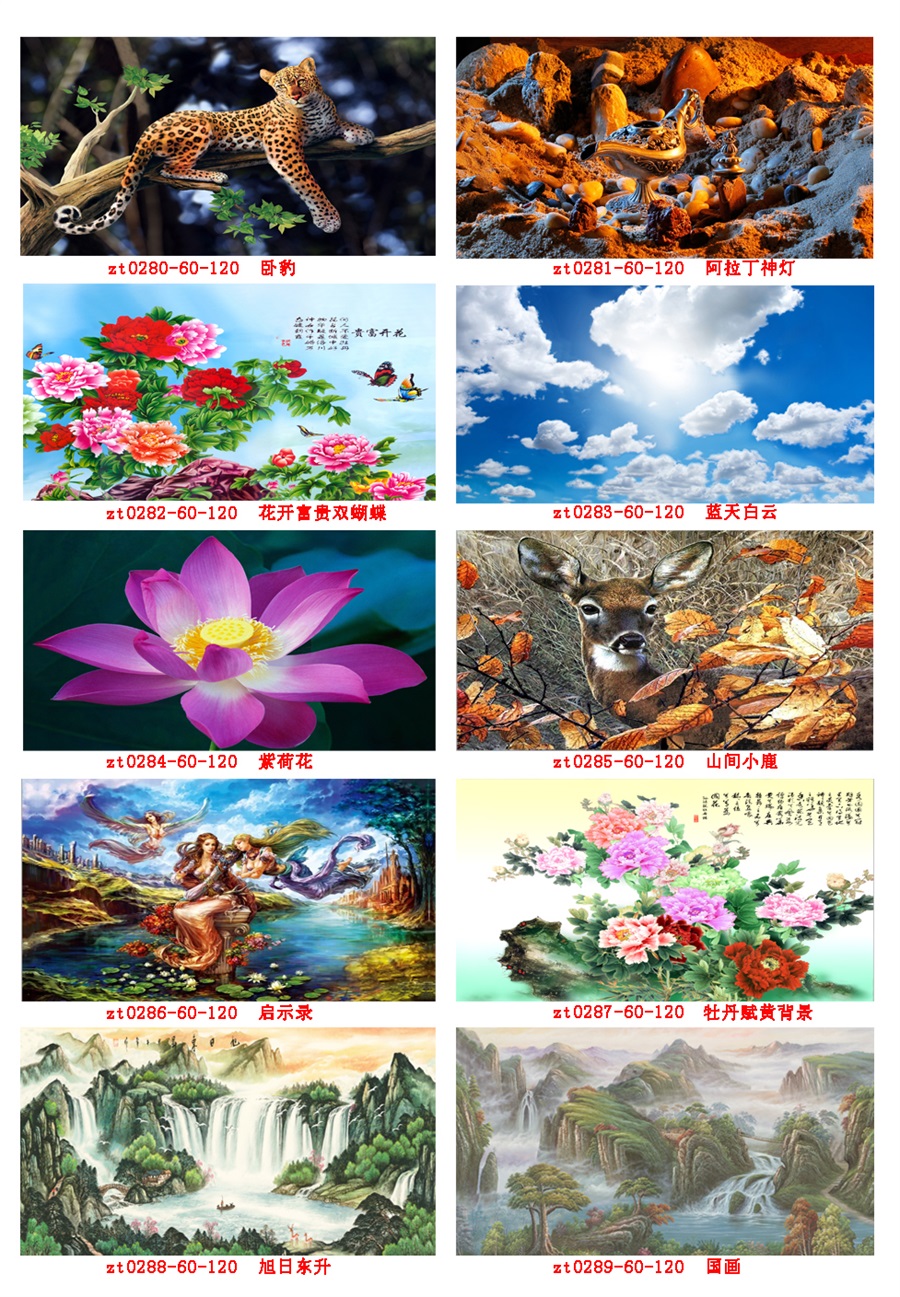 zt0280-60-120 卧豹
zt0281-60-120 阿拉丁神灯
花开富贵
zt0282-60-120 花开富贵双蝴蝶
zt0283-60-120 蓝天白云
zt0284-60-120 紫荷花
zt0285-60-120 山间小鹿
zt0286-60-120 启示录
zt0287-60-120 牡丹赋黄背景
zt0288-60-120 旭日东升
zt0289-60-120 国画